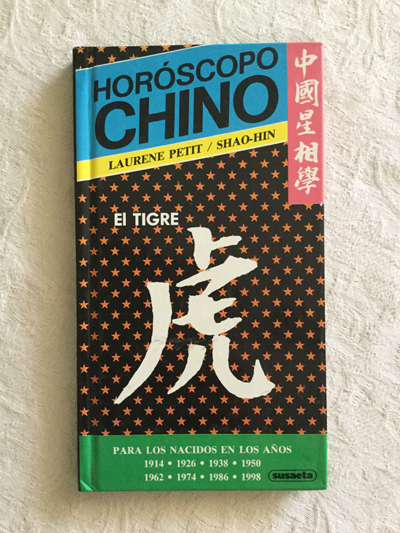 HORÓSCOPO
CHINO
LAURENE PETIT / SHAO-HIN
中國星相學
El TIGRE
虎
PARA LOS NACIDOS EN LOS AÑOS
1914 • 1926 • 1938 • 1950
1962 • 1974 • 1986 • 1998
susaeta